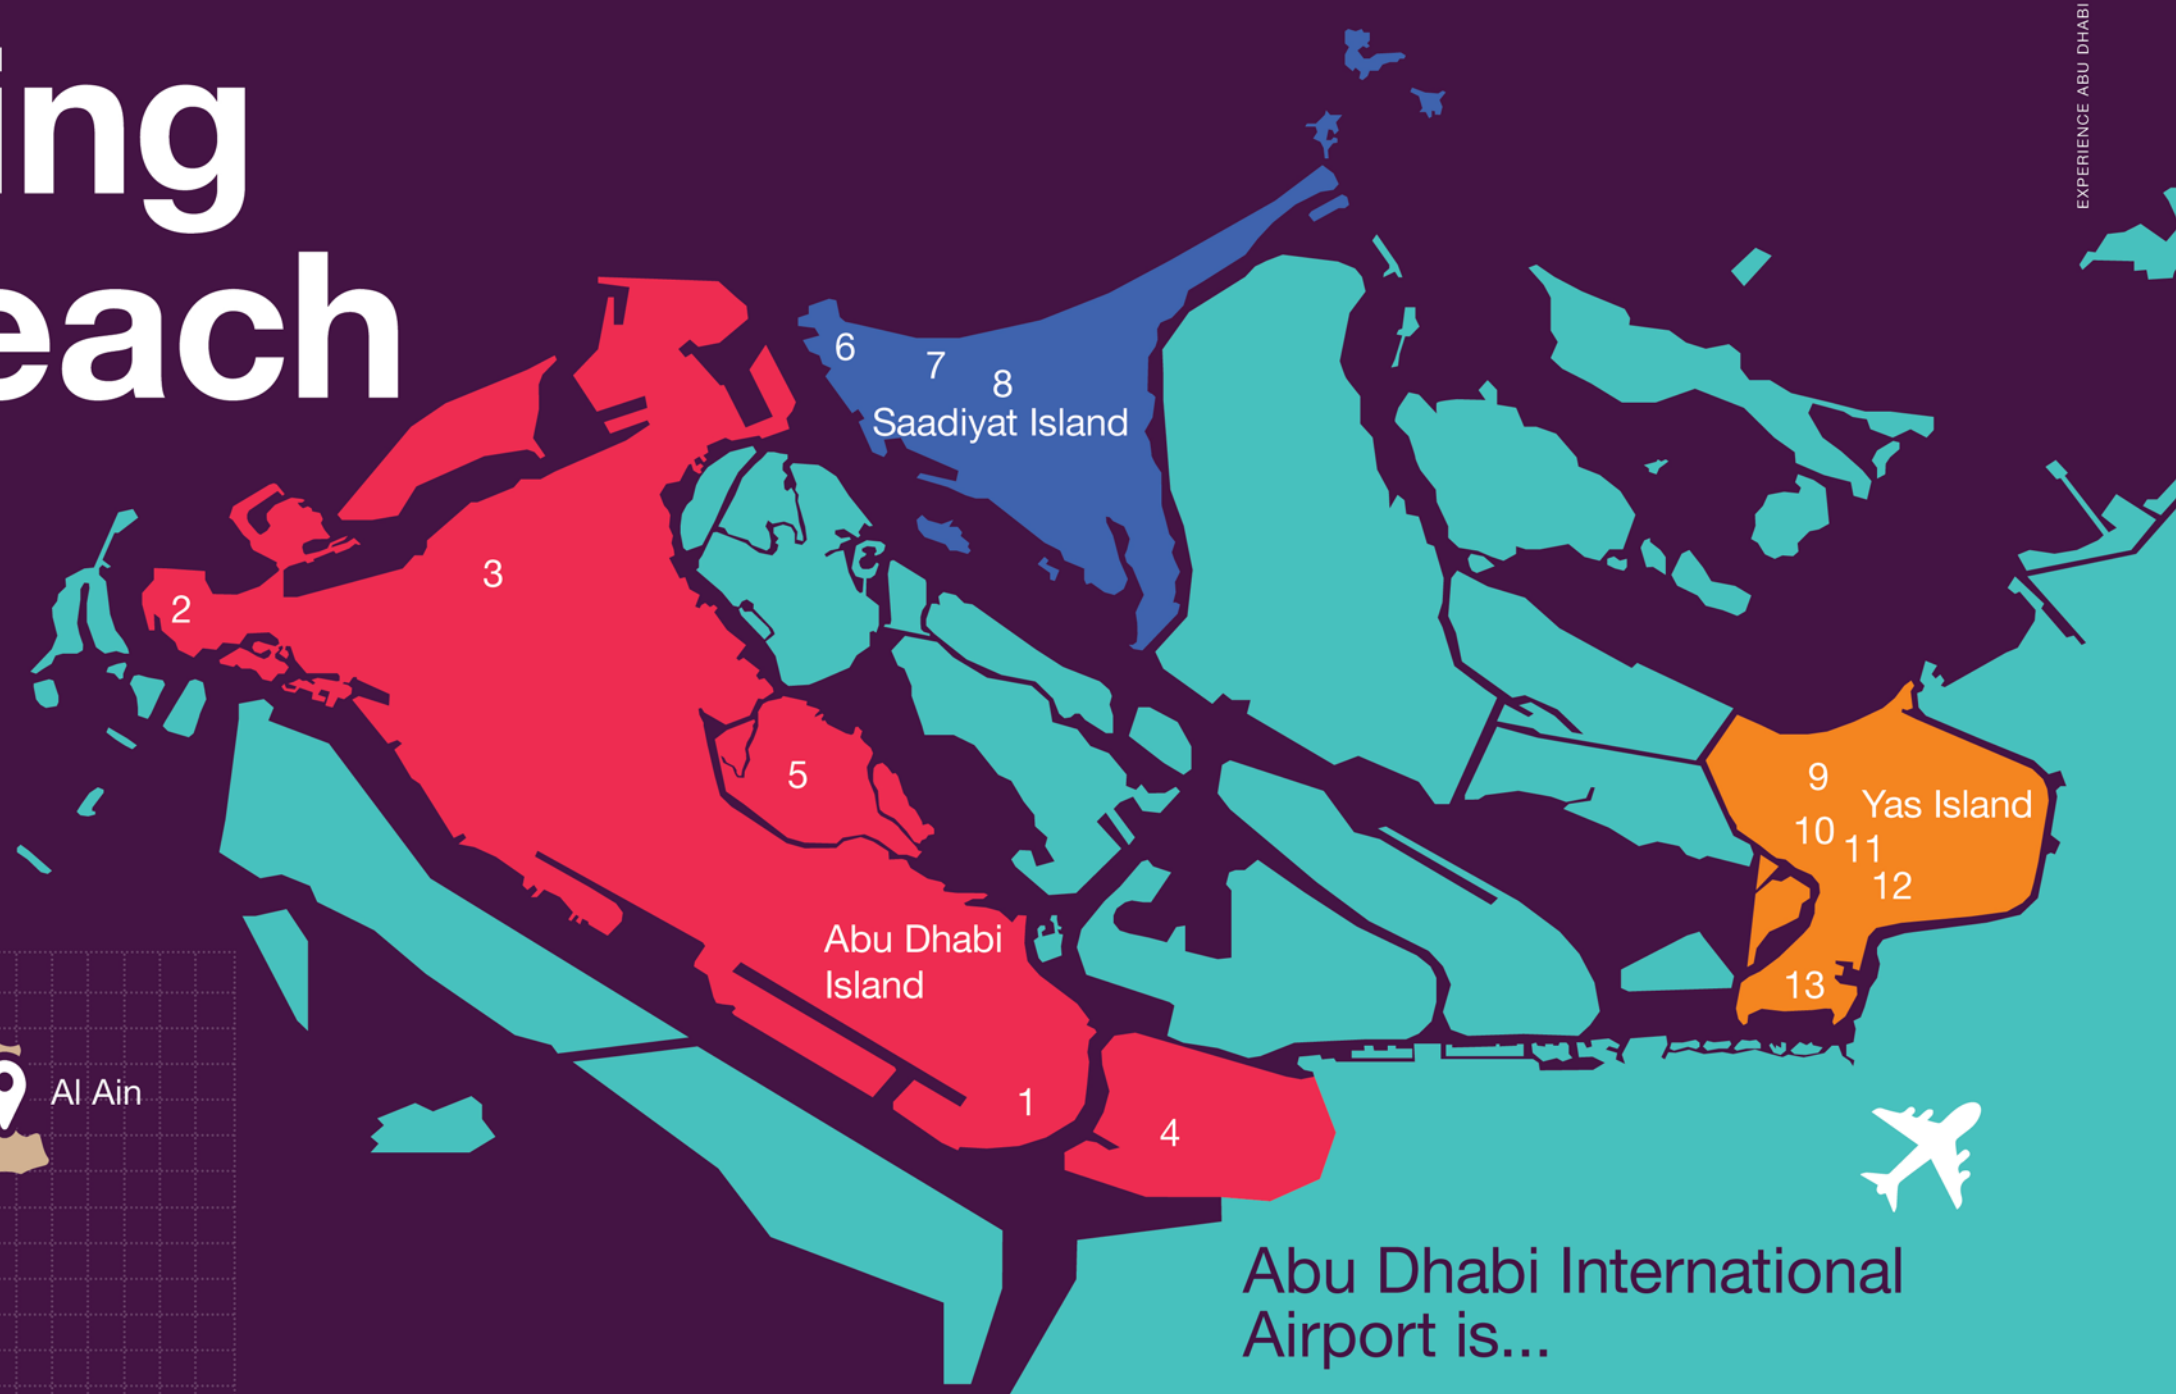 ing
each
EXPERIENCE ABU DHABI
6
7
8
Saadiyat Island
3
2
5
9
Yas Island
10
11
12
Abu Dhabi
Island
13
Al Ain
1
4
Abu Dhabi International
Airport is...